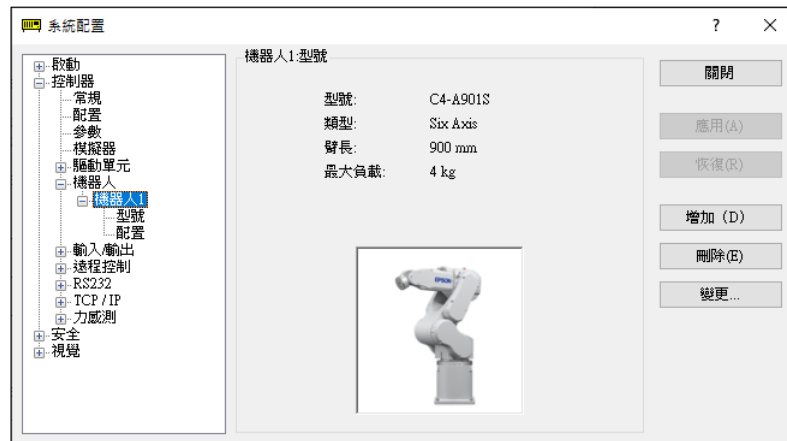 系統配置
?
×
啟動
控制器
常規
配置
參數
模擬器
驅動單元
機器人
機器人1
型號
配置
輸入/輸出
遠程控制
RS232
TCP / IP
力感測
安全
視覺
機器人1:型號
型號: C4-A901S
類型: Six Axis
臂長: 900 mm
最大負載: 4 kg
EPSON
關閉
應用(A)
恢復(R)
增加 (D)
刪除(E)
變更...